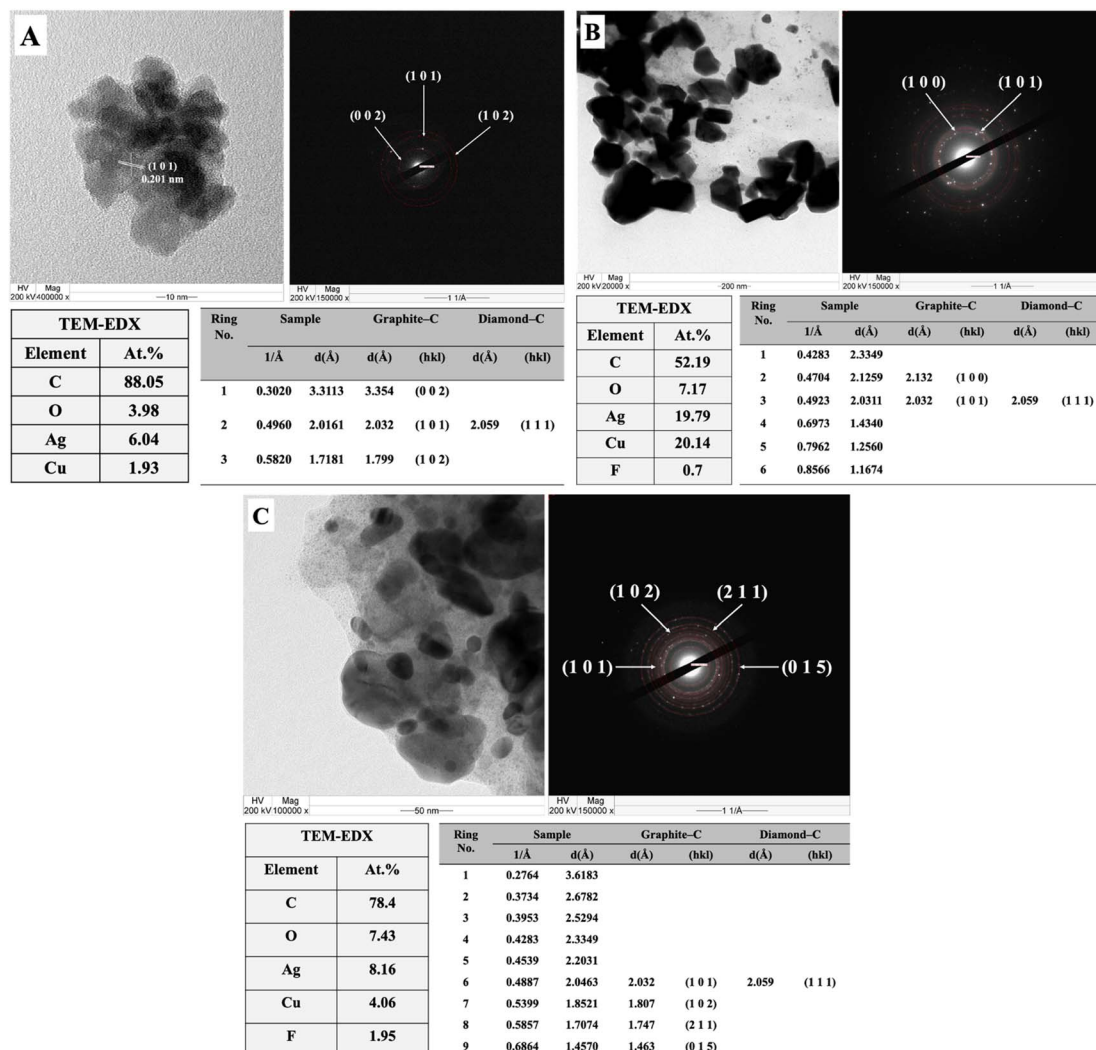 A
(1 0 1)
0.201 nm
(1 0 1)
(0 0 2)
(1 0 2)
HV Mag
200 kV 400000 x —10 nm—
HV Mag
200 kV 150000 x —1 1/Å—
TEM-EDX
Element At.%
C 88.05
O 3.98
Ag 6.04
Cu 1.93
Ring No. Sample Graphite–C Diamond–C
1/Å d(Å) d(Å) (hkl) d(Å) (hkl)
1 0.3020 3.3113 3.354 (0 0 2)
2 0.4960 2.0161 2.032 (1 0 1) 2.059 (1 1 1)
3 0.5820 1.7181 1.799 (1 0 2)
B
(1 0 0)
(1 0 1)
HV Mag
200 kV 20000 x -200 nm-
HV Mag
200 kV 150000 x —1 1/Å—
TEM-EDX
Element At.%
C 52.19
O 7.17
Ag 19.79
Cu 20.14
F 0.7
Ring No. Sample Graphite–C Diamond–C
1/Å d(Å) d(Å) (hkl) d(Å) (hkl)
1 0.4283 2.3349
2 0.4704 2.1259 2.132 (1 0 0)
3 0.4923 2.0311 2.032 (1 0 1) 2.059 (1 1 1)
4 0.6973 1.4340
5 0.7962 1.2560
6 0.8566 1.1674
C
(1 0 2)
(2 1 1)
(1 0 1)
(0 1 5)
HV Mag
200 kV 100000 x —50 nm—
HV Mag
200 kV 150000 x —1 1/Å—
TEM-EDX
Element At.%
C 78.4
O 7.43
Ag 8.16
Cu 4.06
F 1.95
Ring No. Sample Graphite–C Diamond–C
1/Å d(Å) d(Å) (hkl) d(Å) (hkl)
1 0.2764 3.6183
2 0.3734 2.6782
3 0.3953 2.5294
4 0.4283 2.3349
5 0.4539 2.2031
6 0.4887 2.0463 2.032 (1 0 1) 2.059 (1 1 1)
7 0.5399 1.8521 1.807 (1 0 2)
8 0.5857 1.7074 1.747 (2 1 1)
9 0.6864 1.4570 1.463 (0 1 5)